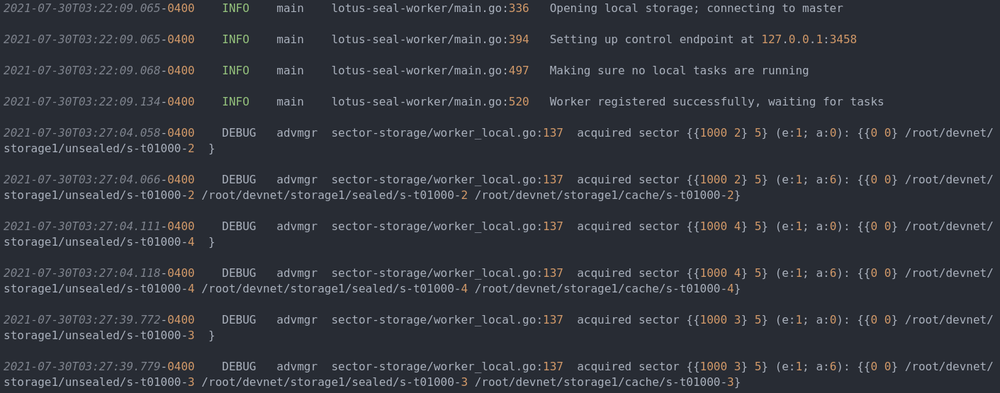 2021-07-30T03:22:09.065-0400    INFO    main    lotus-seal-worker/main.go:336   Opening local storage; connecting to master
2021-07-30T03:22:09.065-0400    INFO    main    lotus-seal-worker/main.go:394   Setting up control endpoint at 127.0.0.1:3458
2021-07-30T03:22:09.068-0400    INFO    main    lotus-seal-worker/main.go:497   Making sure no local tasks are running
2021-07-30T03:22:09.134-0400    INFO    main    lotus-seal-worker/main.go:520   Worker registered successfully, waiting for tasks
2021-07-30T03:27:04.058-0400    DEBUG   advmgr  sector-storage/worker_local.go:137  acquired sector {{1000 2} 5} (e:1; a:0): {{0 0} /root/devnet/
storage1/unsealed/s-t01000-2  }
2021-07-30T03:27:04.066-0400    DEBUG   advmgr  sector-storage/worker_local.go:137  acquired sector {{1000 2} 5} (e:1; a:6): {{0 0} /root/devnet/
storage1/unsealed/s-t01000-2 /root/devnet/storage1/sealed/s-t01000-2 /root/devnet/storage1/cache/s-t01000-2}
2021-07-30T03:27:04.111-0400    DEBUG   advmgr  sector-storage/worker_local.go:137  acquired sector {{1000 4} 5} (e:1; a:0): {{0 0} /root/devnet/
storage1/unsealed/s-t01000-4  }
2021-07-30T03:27:04.118-0400    DEBUG   advmgr  sector-storage/worker_local.go:137  acquired sector {{1000 4} 5} (e:1; a:6): {{0 0} /root/devnet/
storage1/unsealed/s-t01000-4 /root/devnet/storage1/sealed/s-t01000-4 /root/devnet/storage1/cache/s-t01000-4}
2021-07-30T03:27:39.772-0400    DEBUG   advmgr  sector-storage/worker_local.go:137  acquired sector {{1000 3} 5} (e:1; a:0): {{0 0} /root/devnet/
storage1/unsealed/s-t01000-3  }
2021-07-30T03:27:39.779-0400    DEBUG   advmgr  sector-storage/worker_local.go:137  acquired sector {{1000 3} 5} (e:1; a:6): {{0 0} /root/devnet/
storage1/unsealed/s-t01000-3 /root/devnet/storage1/sealed/s-t01000-3 /root/devnet/storage1/cache/s-t01000-3}